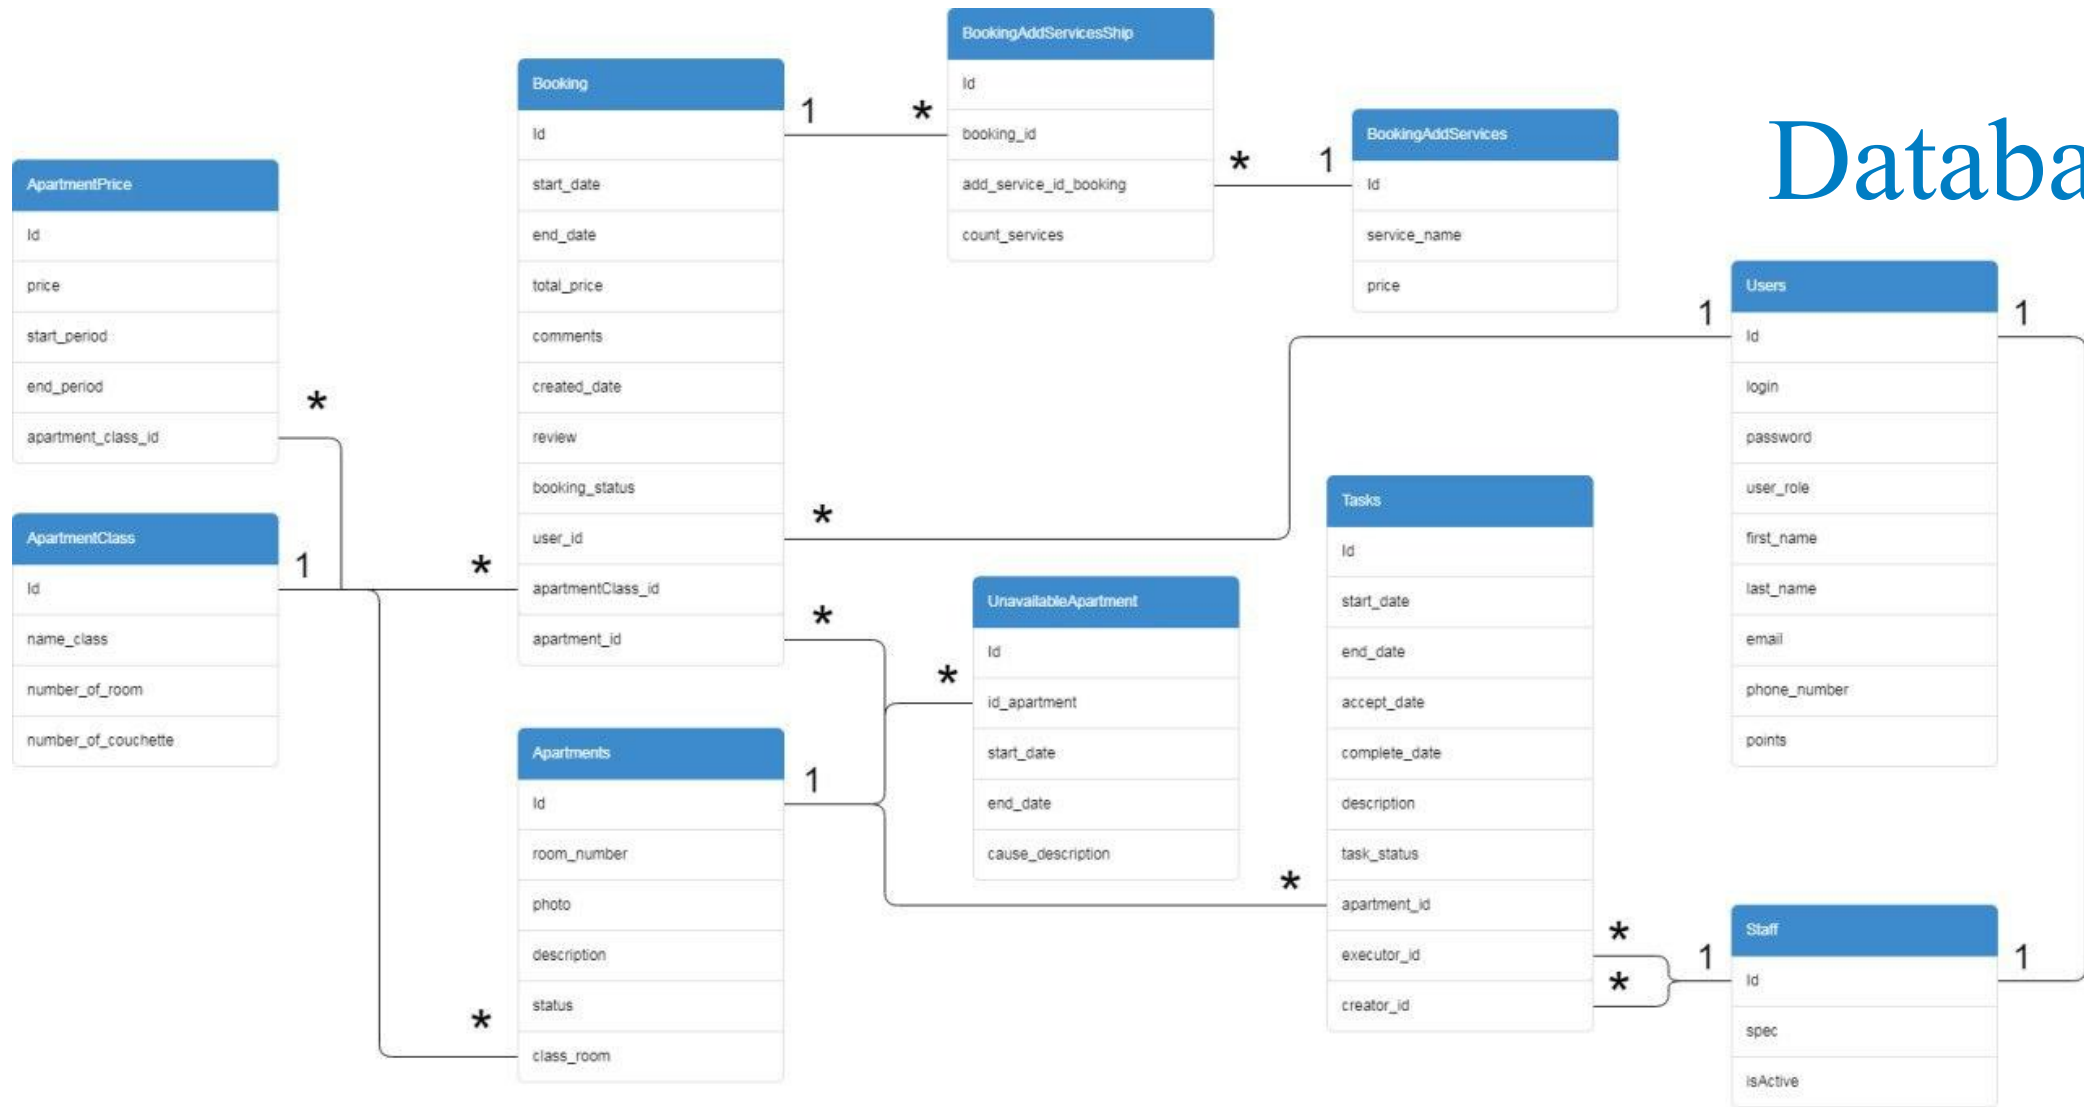 BookingAddServicesShip
Id
booking_id
add_service_id_booking
count_services
Booking
Id
start_date
end_date
total_price
comments
created_date
review
booking_status
user_id
apartmentClass_id
apartment_id
1
*
BookingAddServices
Id
service_name
price
*
1
Databa
ApartmentPrice
Id
price
start_period
end_period
apartment_class_id
*
ApartmentClass
Id
name_class
number_of_room
number_of_couchette
1
*
Users
Id
login
password
user_role
first_name
last_name
email
phone_number
points
1
1
*
*
UnavailableApartment
Id
id_apartment
start_date
end_date
cause_description
*
Apartments
Id
room_number
photo
description
status
class_room
1
*
Tasks
Id
start_date
end_date
accept_date
complete_date
description
task_status
apartment_id
executor_id
creator_id
*
*
*
Staff
Id
spec
isActive
1
1